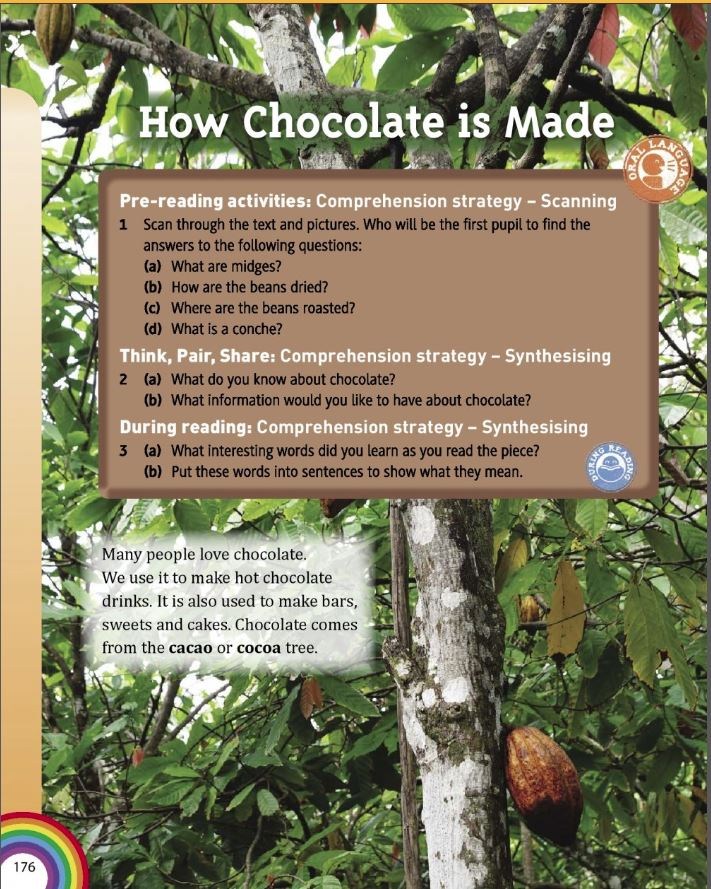 How Chocolate is Made
ORAL LANGUAGE
Pre-reading activities: Comprehension strategy – Scanning
1 Scan through the text and pictures. Who will be the first pupil to find the
answers to the following questions:
(a) What are midges?
(b) How are the beans dried?
(c) Where are the beans roasted?
(d) What is a conche?
Think, Pair, Share: Comprehension strategy – Synthesising
2 (a) What do you know about chocolate?
(b) What information would you like to have about chocolate?
During reading: Comprehension strategy – Synthesising
3 (a) What interesting words did you learn as you read the piece?
(b) Put these words into sentences to show what they mean.
DURING READING
Many people love chocolate.
We use it to make hot chocolate
drinks. It is also used to make bars,
sweets and cakes. Chocolate comes
from the cacao or cocoa tree.
176